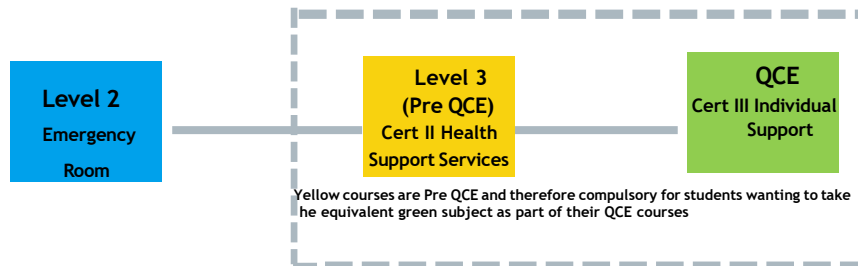 Level 2
Emergency
Room
Level 3
(Pre QCE)
Cert II Health
Support Services
QCE
Cert III Individual
Support
Yellow courses are Pre QCE and therefore compulsory for students wanting to take
he equivalent green subject as part of their QCE courses